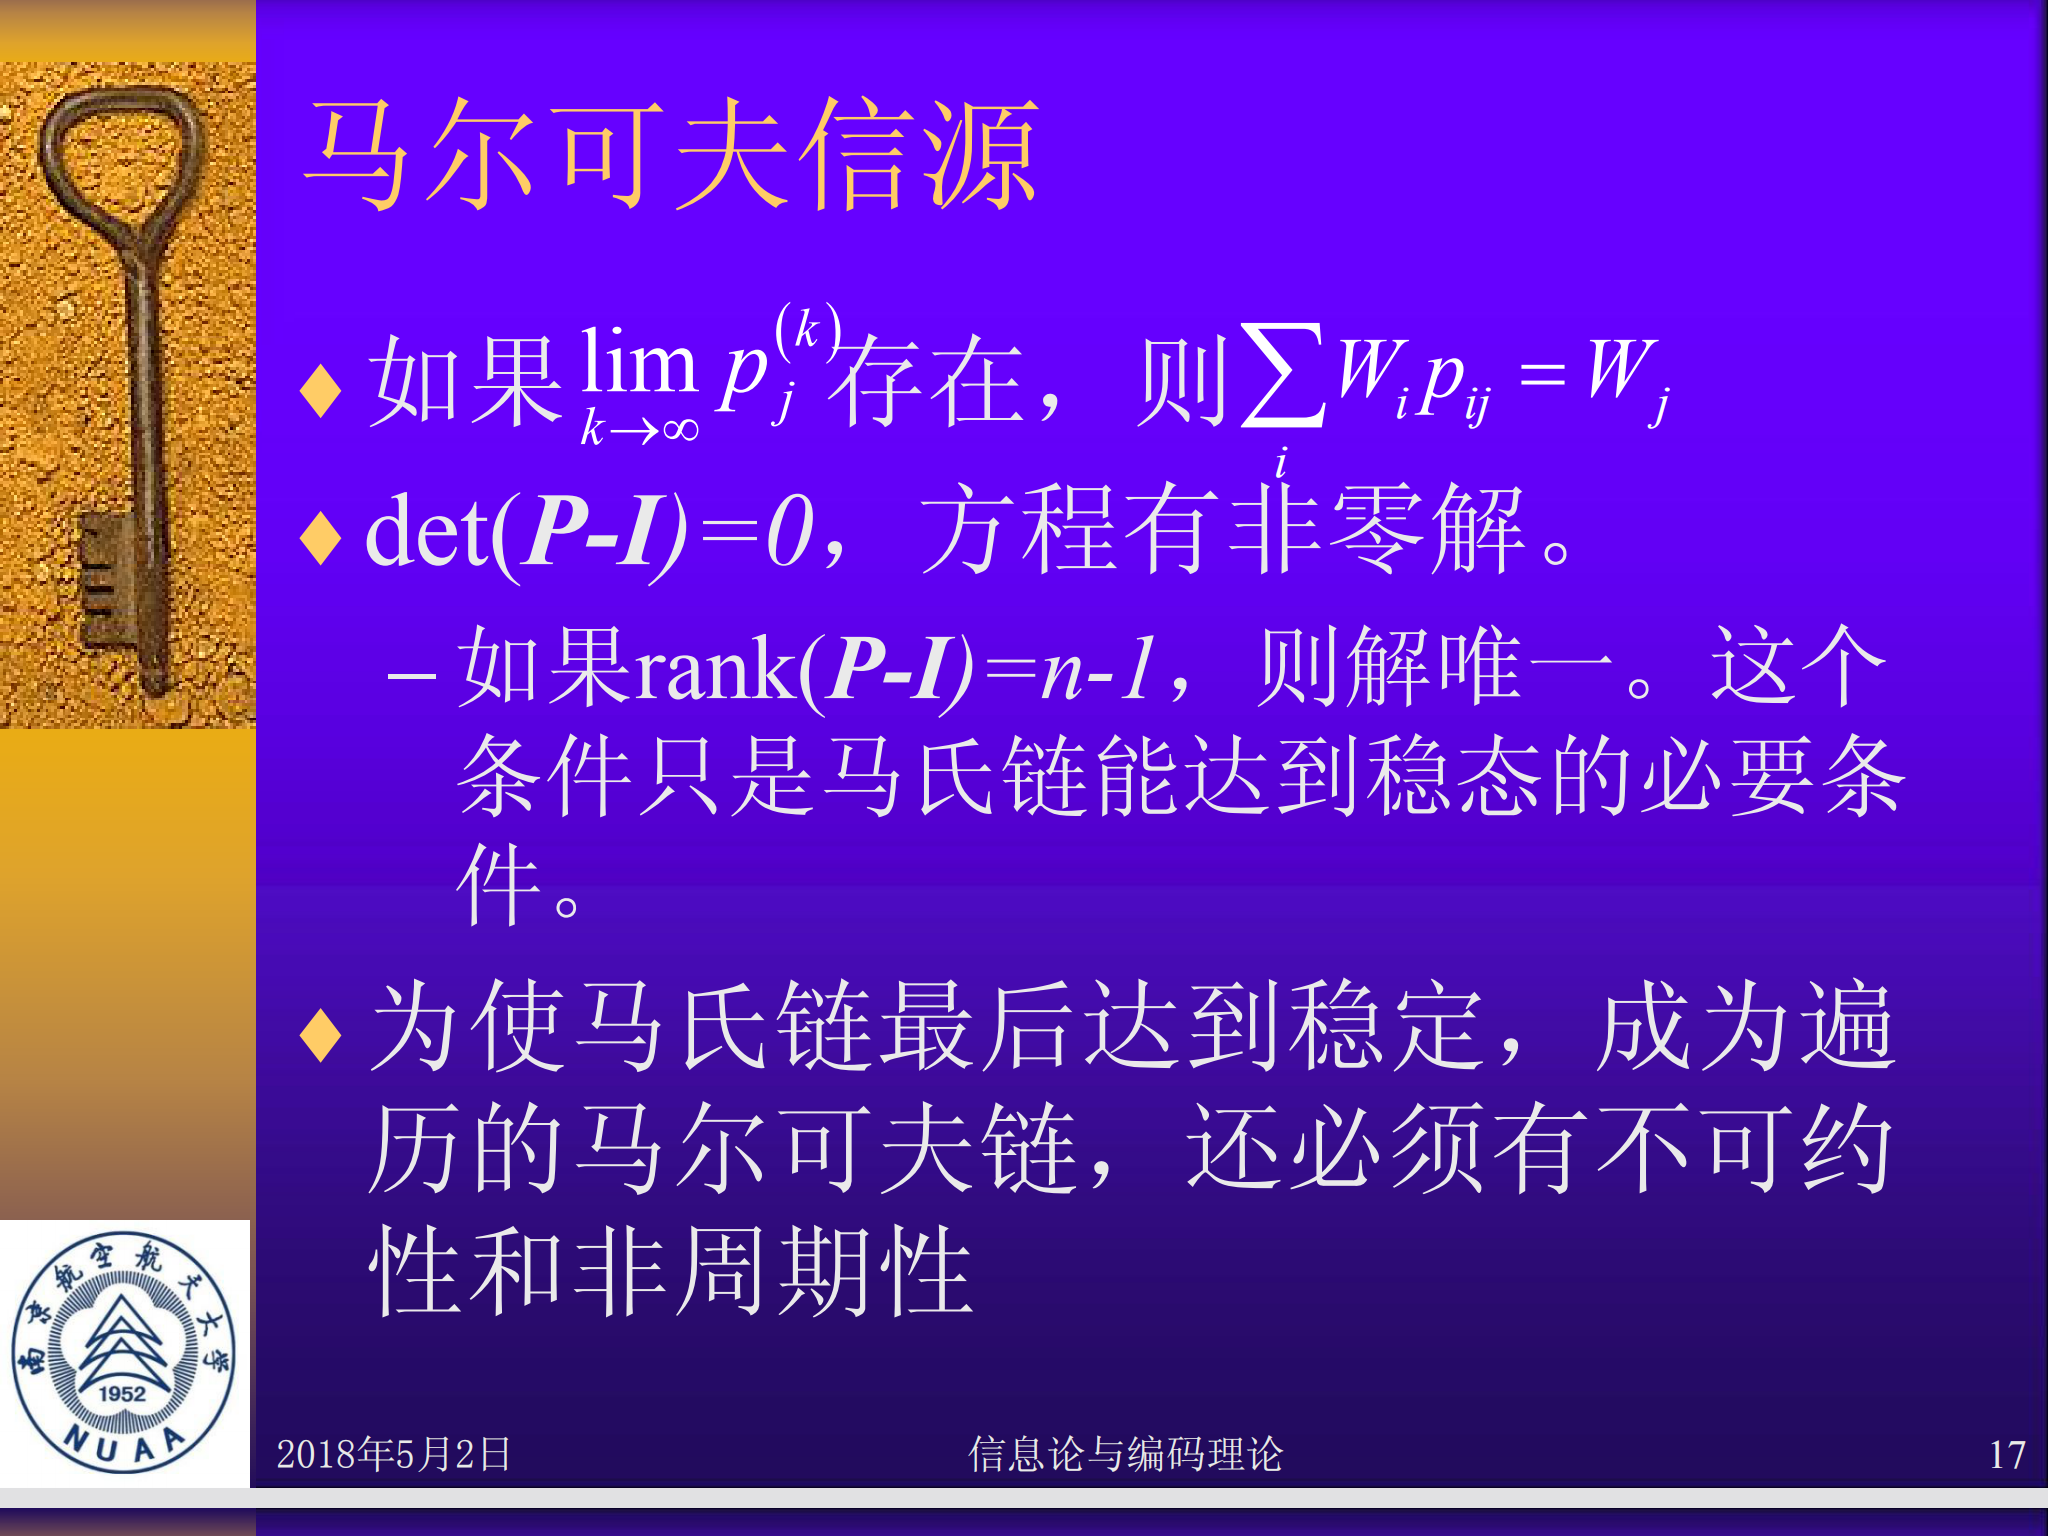 马尔可夫信源
如果 lim k→∞ p_j^(k) 存在，则 ∑_i W_i p_ij = W_j
det(P-I)=0，方程有非零解。
– 如果rank(P-I)=n-1，则解唯一。这个
条件只是马氏链能达到稳态的必要条
件。
为使马氏链最后达到稳定，成为遍
历的马尔可夫链，还必须有不可约
性和非周期性
南京航空航天大学
1952
NUAA
2018年5月2日
信息论与编码理论
17